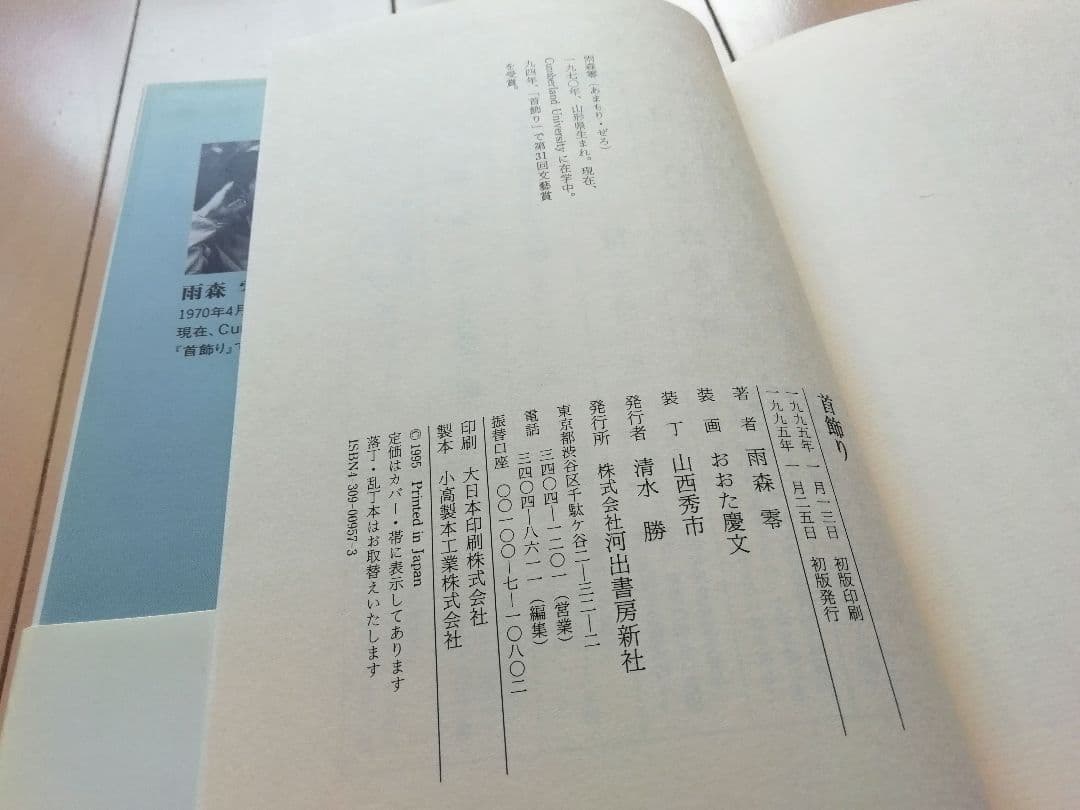 雨森零（あまもり・ぜろ）
一九七〇年、山形県生まれ。現在、
Cumberland University に在学中。
九四年、「首飾り」で第31回文藝賞
を受賞。
首飾り
一九九五年 一月一三日 初版印刷
一九九五年 一月二五日 初版発行
著者 雨森 零
装画 おおた慶文
装丁 山西秀市
発行者 清水 勝
発行所 株式会社河出書房新社
東京都渋谷区千駄ケ谷二―三二―二
電話 三四〇四―一二〇一（営業）
三四〇四―八六一一（編集）
振替口座 〇〇一〇〇―七―一〇八〇二
印刷 大日本印刷株式会社
製本 小高製本工業株式会社
© 1995 Printed in Japan
定価はカバー・帯に表示してあります
落丁・乱丁本はお取替えいたします
ISBN4-309-00957-3
雨森
1970年4月
現在、Cu
『首飾り』で